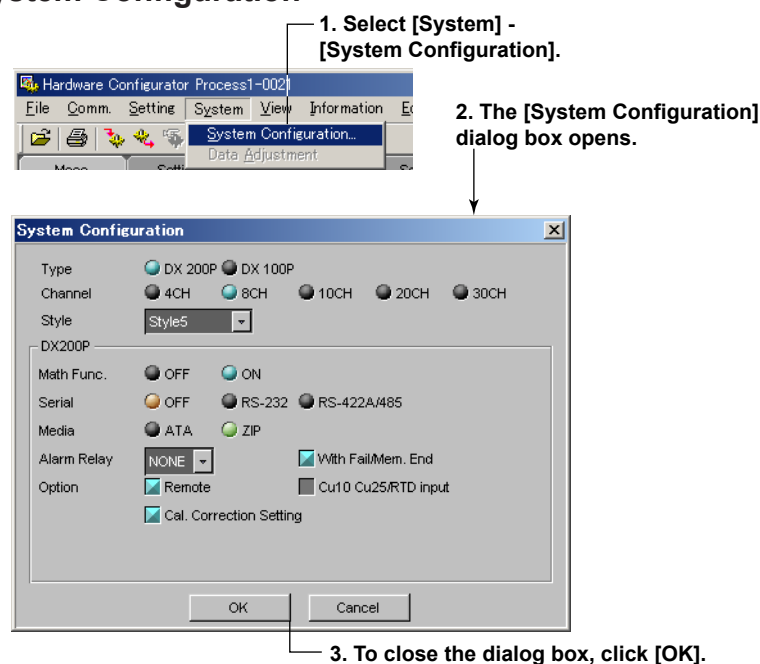 1. Select [System] -
[System Configuration].
Hardware Configurator Process1-0021
File Comm. Setting System View Information
System Configuration...
Data Adjustment
2. The [System Configuration]
dialog box opens.
System Configuration
Type DX 200P DX 100P
Channel 4CH 8CH 10CH 20CH 30CH
Style Style5
DX200P
Math Func. OFF ON
Serial OFF RS-232 RS-422A/485
Media ATA ZIP
Alarm Relay NONE With Fail/Mem. End
Option Remote Cu10 Cu25/RTD input
Cal. Correction Setting
OK Cancel
3. To close the dialog box, click [OK].